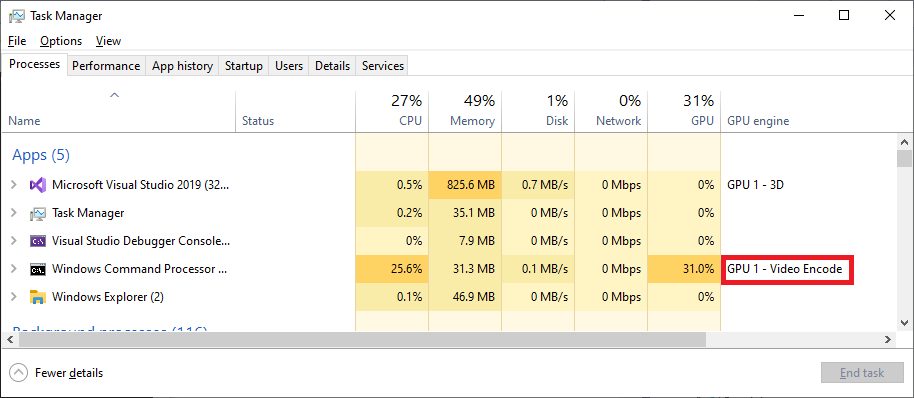 Task Manager
File Options View
Processes Performance App history Startup Users Details Services
27% 49% 1% 0% 31%
Name Status CPU Memory Disk Network GPU GPU engine
Apps (5)
Microsoft Visual Studio 2019 (32... 0.5% 825.6 MB 0.7 MB/s 0 Mbps 0% GPU 1 - 3D
Task Manager 0.2% 35.1 MB 0 MB/s 0 Mbps 0%
Visual Studio Debugger Console... 0% 7.9 MB 0 MB/s 0 Mbps 0%
Windows Command Processor ... 25.6% 31.3 MB 0.1 MB/s 0 Mbps 31.0% GPU 1 - Video Encode
Windows Explorer (2) 0.1% 46.9 MB 0 MB/s 0 Mbps 0%
Background processes (116)
Fewer details End task